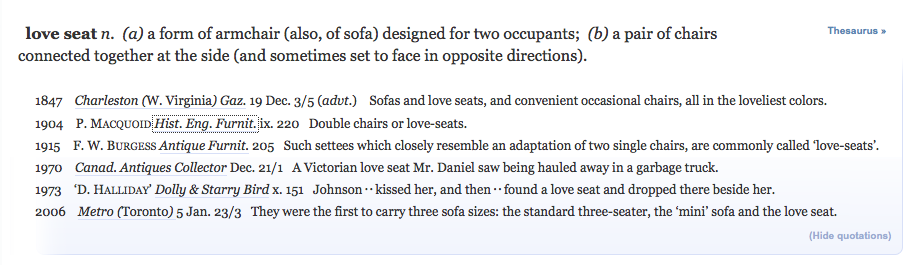 love seat n. (a) a form of armchair (also, of sofa) designed for two occupants; (b) a pair of chairs
Thesaurus »
connected together at the side (and sometimes set to face in opposite directions).
1847 Charleston (W. Virginia) Gaz. 19 Dec. 3/5 (advt.) Sofas and love seats, and convenient occasional chairs, all in the loveliest colors.
1904 P. MACQUOID Hist. Eng. Furnit. ix. 220 Double chairs or love-seats.
1915 F. W. BURGESS Antique Furnit. 205 Such settees which closely resemble an adaptation of two single chairs, are commonly called ‘love-seats’.
1970 Canad. Antiques Collector Dec. 21/1 A Victorian love seat Mr. Daniel saw being hauled away in a garbage truck.
1973 ‘D. HALLIDAY’ Dolly & Starry Bird x. 151 Johnson‥kissed her, and then‥found a love seat and dropped there beside her.
2006 Metro (Toronto) 5 Jan. 23/3 They were the first to carry three sofa sizes: the standard three-seater, the ‘mini’ sofa and the love seat.
(Hide quotations)